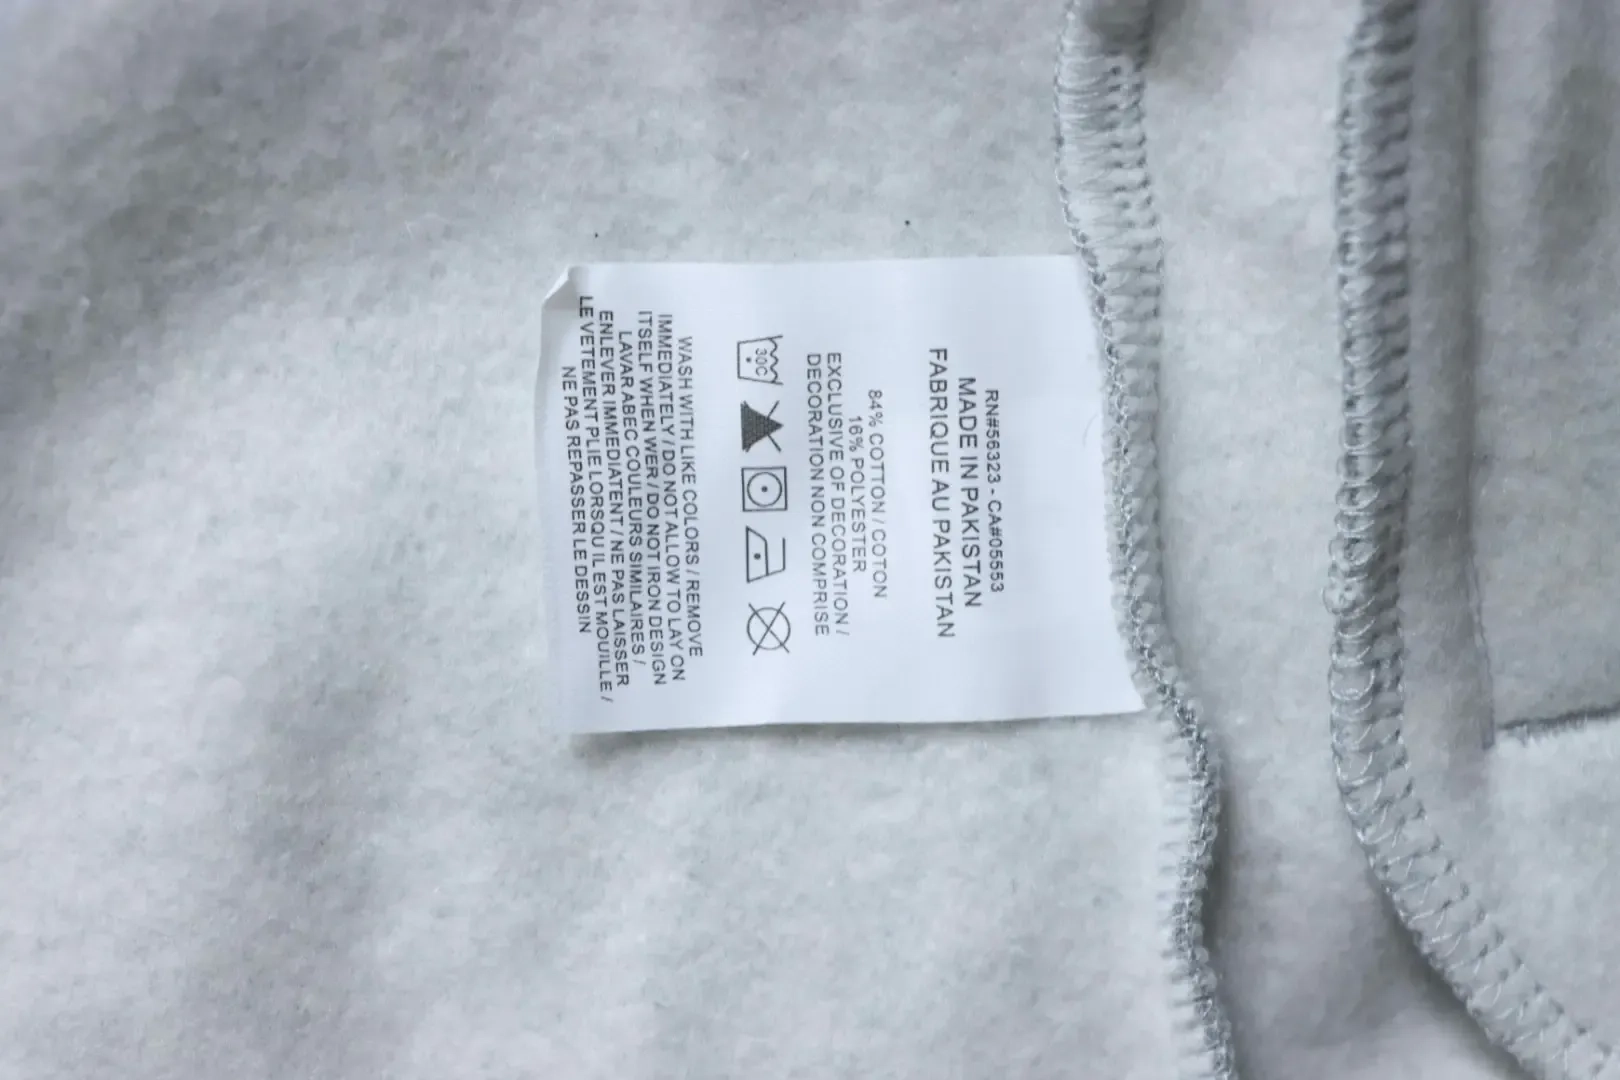 RN#56323 - CA#05553
MADE IN PAKISTAN
FABRIQUE AU PAKISTAN
84% COTTON / COTON
16% POLYESTER
EXCLUSIVE OF DECORATION /
DECORATION NON COMPRISE
30C
WASH WITH LIKE COLORS / REMOVE
IMMEDIATELY / DO NOT ALLOW TO LAY ON
ITSELF WHEN WER / DO NOT IRON DESIGN
LAVAR ABEC COULEURS SIMILAIRES /
ENLEVER IMMEDIATENT / NE PAS LAISSER
LE VETEMENT PLIE LORSQU IL EST MOUILLE /
NE PAS REPASSER LE DESSIN